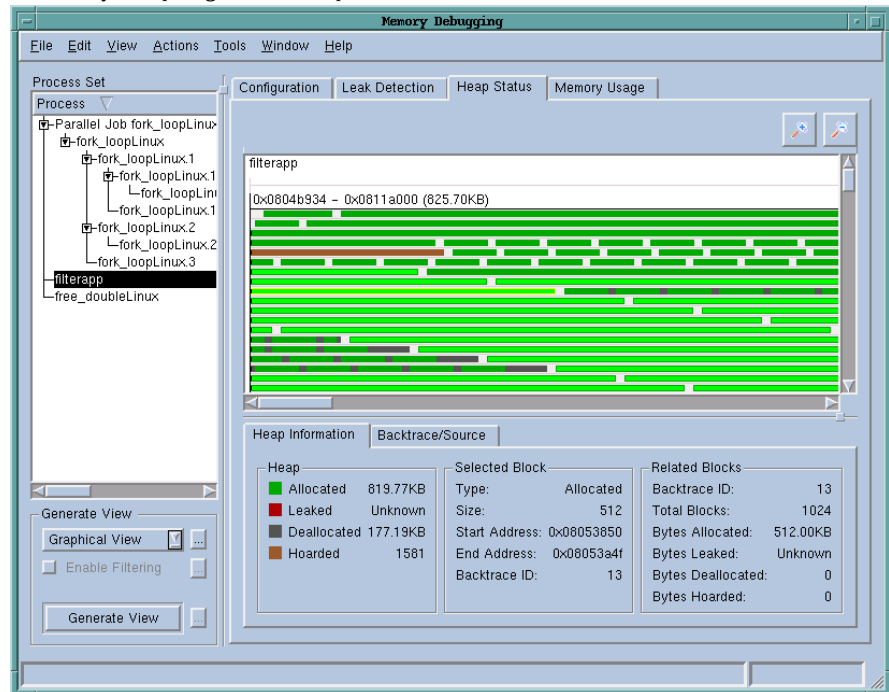 Memory Debugging
File Edit View Actions Tools Window Help
Process Set
Process
Parallel Job fork_loopLinux
fork_loopLinux
fork_loopLinux.1
fork_loopLinux.1
fork_loopLin
fork_loopLinux.1
fork_loopLinux.2
fork_loopLinux.2
fork_loopLinux.3
filterapp
free_doubleLinux
Generate View
Graphical View ...
Enable Filtering ...
Generate View ...
Configuration Leak Detection Heap Status Memory Usage
filterapp
0x0804b934 - 0x0811a000 (825.70KB)
Heap Information Backtrace/Source
Heap
Allocated 819.77KB
Leaked Unknown
Deallocated 177.19KB
Hoarded 1581
Selected Block
Type: Allocated
Size: 512
Start Address: 0x08053850
End Address: 0x08053a4f
Backtrace ID: 13
Related Blocks
Backtrace ID: 13
Total Blocks: 1024
Bytes Allocated: 512.00KB
Bytes Leaked: Unknown
Bytes Deallocated: 0
Bytes Hoarded: 0